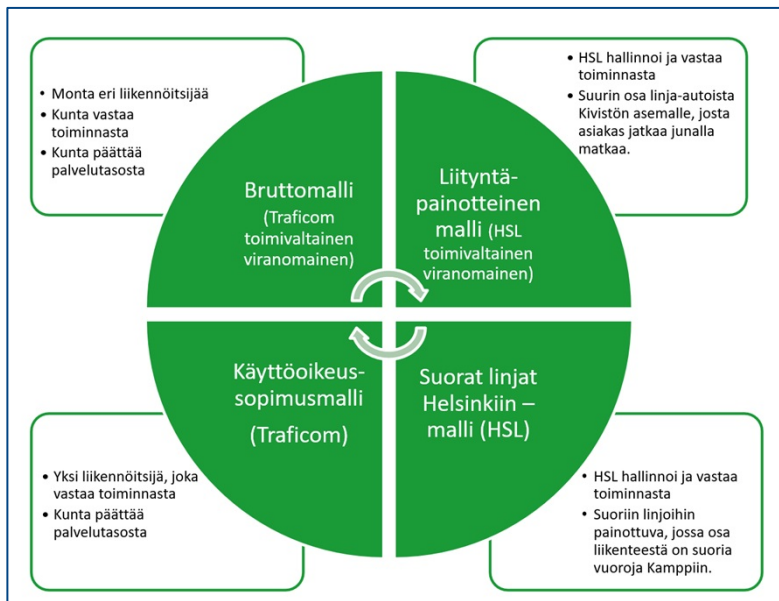 • Monta eri liikennöitsijää
• Kunta vastaa
toiminnasta
• Kunta päättää
palvelutasosta
• HSL hallinnoi ja vastaa
toiminnasta
• Suurin osa linja-autoista
Kivistön asemalle, josta
asiakas jatkaa junalla
matkaa.
Bruttomalli
(Traficom
toimivaltainen
viranomainen)
Liityntä-
painotteinen
malli (HSL
toimivaltainen
viranomainen)
Käyttöoikeus-
sopimusmalli
(Traficom)
Suorat linjat
Helsinkiin –
malli (HSL)
• Yksi liikennöitsijä, joka
vastaa toiminnasta
• Kunta päättää
palvelutasosta
• HSL hallinnoi ja vastaa
toiminnasta
• Suoriin linjoihin
painottuva, jossa osa
liikenteestä on suoria
vuoroja Kamppiin.